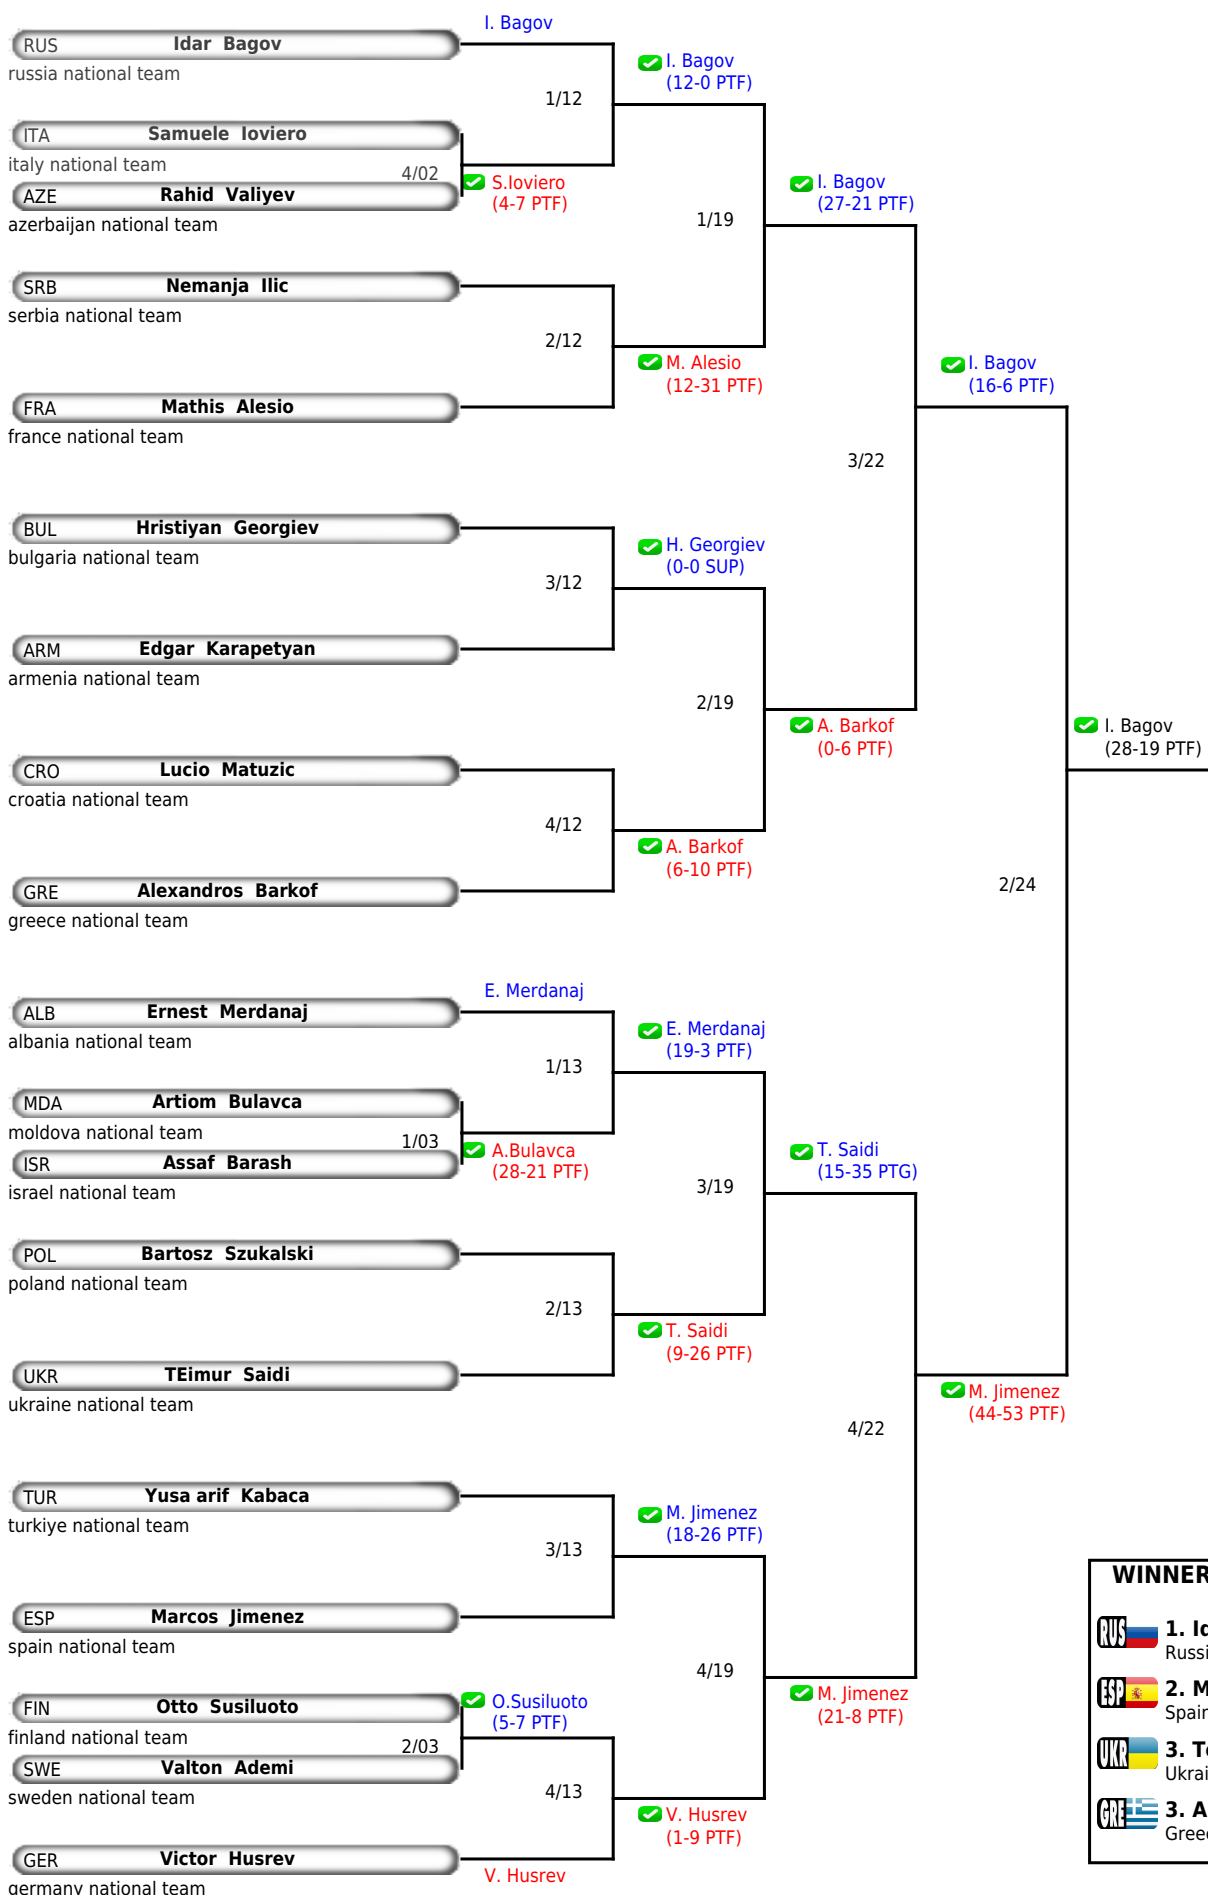 I. Bagov
RUS Idar Bagov
russia national team
I. Bagov
(12-0 PTF)
1/12
ITA Samuele Ioviero
italy national team
4/02
AZE Rahid Valiyev
azerbaijan national team
S.Ioviero
(4-7 PTF)
I. Bagov
(27-21 PTF)
1/19
SRB Nemanja Ilic
serbia national team
2/12
M. Alesio
(12-31 PTF)
FRA Mathis Alesio
france national team
I. Bagov
(16-6 PTF)
3/22
BUL Hristiyan Georgiev
bulgaria national team
H. Georgiev
(0-0 SUP)
3/12
ARM Edgar Karapetyan
armenia national team
2/19
A. Barkof
(0-6 PTF)
I. Bagov
(28-19 PTF)
CRO Lucio Matuzic
croatia national team
4/12
A. Barkof
(6-10 PTF)
GRE Alexandros Barkof
greece national team
2/24
E. Merdanaj
ALB Ernest Merdanaj
albania national team
E. Merdanaj
(19-3 PTF)
1/13
MDA Artiom Bulavca
moldova national team
1/03
ISR Assaf Barash
israel national team
A.Bulavca
(28-21 PTF)
T. Saidi
(15-35 PTG)
3/19
POL Bartosz Szukalski
poland national team
2/13
T. Saidi
(9-26 PTF)
UKR TEimur Saidi
ukraine national team
M. Jimenez
(44-53 PTF)
4/22
TUR Yusa arif Kabaca
turkiye national team
M. Jimenez
(18-26 PTF)
3/13
ESP Marcos Jimenez
spain national team
4/19
M. Jimenez
(21-8 PTF)
FIN Otto Susiluoto
finland national team
O.Susiluoto
(5-7 PTF)
2/03
SWE Valton Ademi
sweden national team
4/13
V. Husrev
(1-9 PTF)
GER Victor Husrev
germany national team
V. Husrev
WINNER
RUS 1.
ESP 2.
UKR 3.
GRE 3.